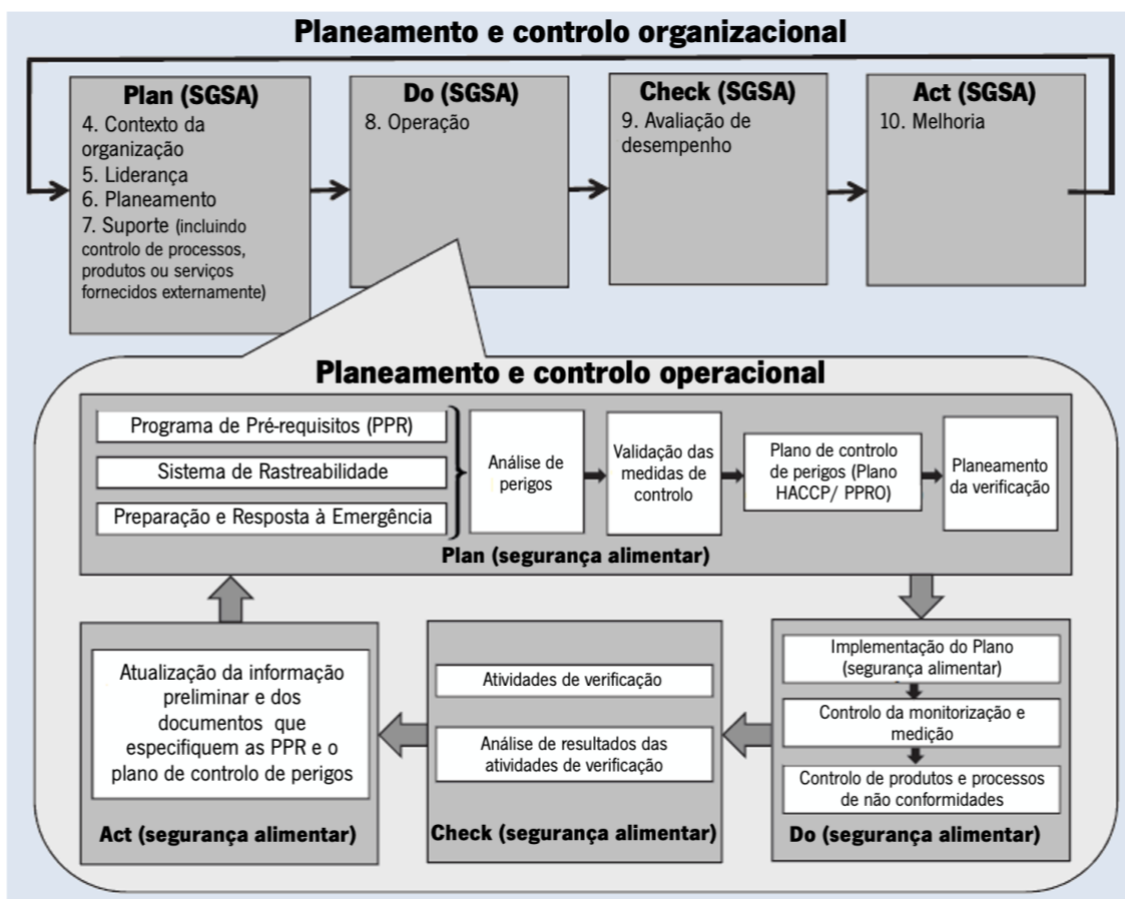 Planeamento e controlo organizacional
Plan (SGSA)
4. Contexto da
organização
5. Liderança
6. Planeamento
7. Suporte (incluindo
controlo de processos,
produtos ou serviços
fornecidos externamente)
Do (SGSA)
8. Operação
Check (SGSA)
9. Avaliação de
desempenho
Act (SGSA)
10. Melhoria
Planeamento e controlo operacional
Programa de Pré-requisitos (PPR)
Sistema de Rastreabilidade
Preparação e Resposta à Emergência
Análise de
perigos
Validação das
medidas de
controlo
Plano de controlo
de perigos (Plano
HACCP/ PPRO)
Planeamento
da verificação
Plan (segurança alimentar)
Implementação do Plano
(segurança alimentar)
Controlo da monitorização e
medição
Controlo de produtos e processos
de não conformidades
Do (segurança alimentar)
Atividades de verificação
Análise de resultados das
atividades de verificação
Check (segurança alimentar)
Atualização da informação
preliminar e dos
documentos que
especifiquem as PPR e o
plano de controlo de perigos
Act (segurança alimentar)